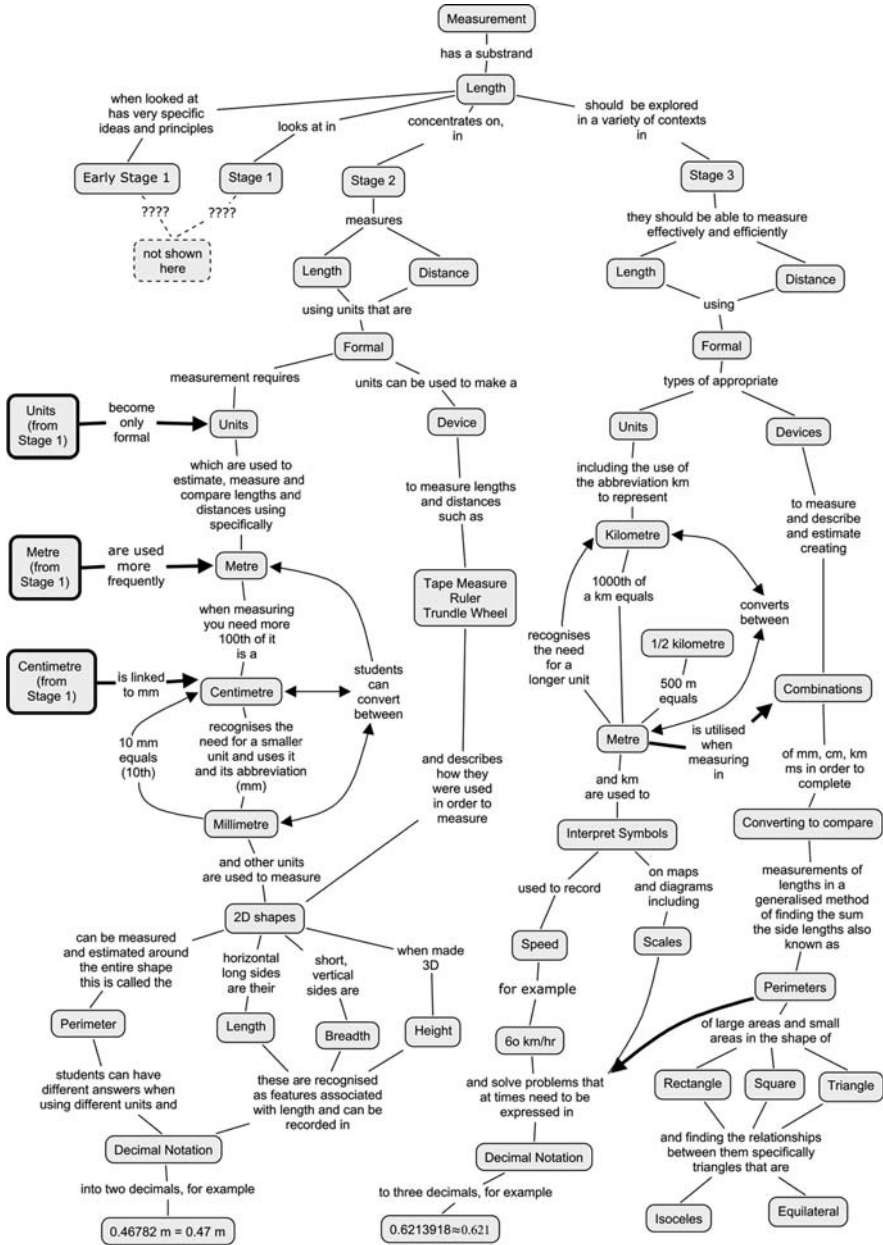 Measurement
has a substrand
Length
when looked at
has very specific
ideas and principles
looks at in
concentrates on,
in
should be explored
in a variety of contexts
in
Early Stage 1
Stage 1
Stage 2
Stage 3
????
????
not shown
here
measures
Length
Distance
using units that are
Formal
they should be able to measure
effectively and efficiently
Length
Distance
using
Formal
measurement requires
units can be used to make a
types of appropriate
Units
(from
Stage 1)
become
only
formal
Units
Device
Units
Devices
which are used to
estimate, measure and
compare lengths and
distances using
specifically
to measure lengths
and distances
such as
including the use of
the abbreviation km
to represent
to measure
and describe
and estimate
creating
Metre
(from
Stage 1)
are used
more
frequently
Metre
Tape Measure
Ruler
Trundle Wheel
Kilometre
1000th of
a km equals
converts
between
recognises
the need
for a
longer unit
1/2 kilometre
500 m
equals
when measuring
you need more
100th of it
is a
Centimetre
(from
Stage 1)
is linked
to mm
Centimetre
students
can
convert
between
Combinations
Metre
is utilised
when
measuring
in
10 mm
equals
(10th)
recognises the
need for a smaller
unit and uses it
and its abbreviation
(mm)
and describes
how they
were used
in order to
measure
and km
are used to
of mm, cm, km
ms in order to
complete
Millimetre
Interpret Symbols
Converting to compare
and other units
are used to measure
used to record
on maps
and diagrams
including
measurements of
lengths in a
generalised method
of finding the sum
the side lengths also
known as
2D shapes
can be measured
and estimated around
the entire shape
this is called the
horizontal
long sides
are their
short,
vertical
sides are
when made
3D
Speed
Scales
for example
Perimeters
Perimeter
Length
Breadth
Height
6o km/hr
of large areas and small
areas in the shape of
students can have
different answers when
using different units and
these are recognised
as features associated
with length and can be
recorded in
and solve problems that
at times need to be
expressed in
Rectangle
Square
Triangle
Decimal Notation
Decimal Notation
and finding the relationships
between them specifically
triangles that are
into two decimals, for example
to three decimals, for example
Isoceles
Equilateral
0.46782 m = 0.47 m
0.6213918≈0.621